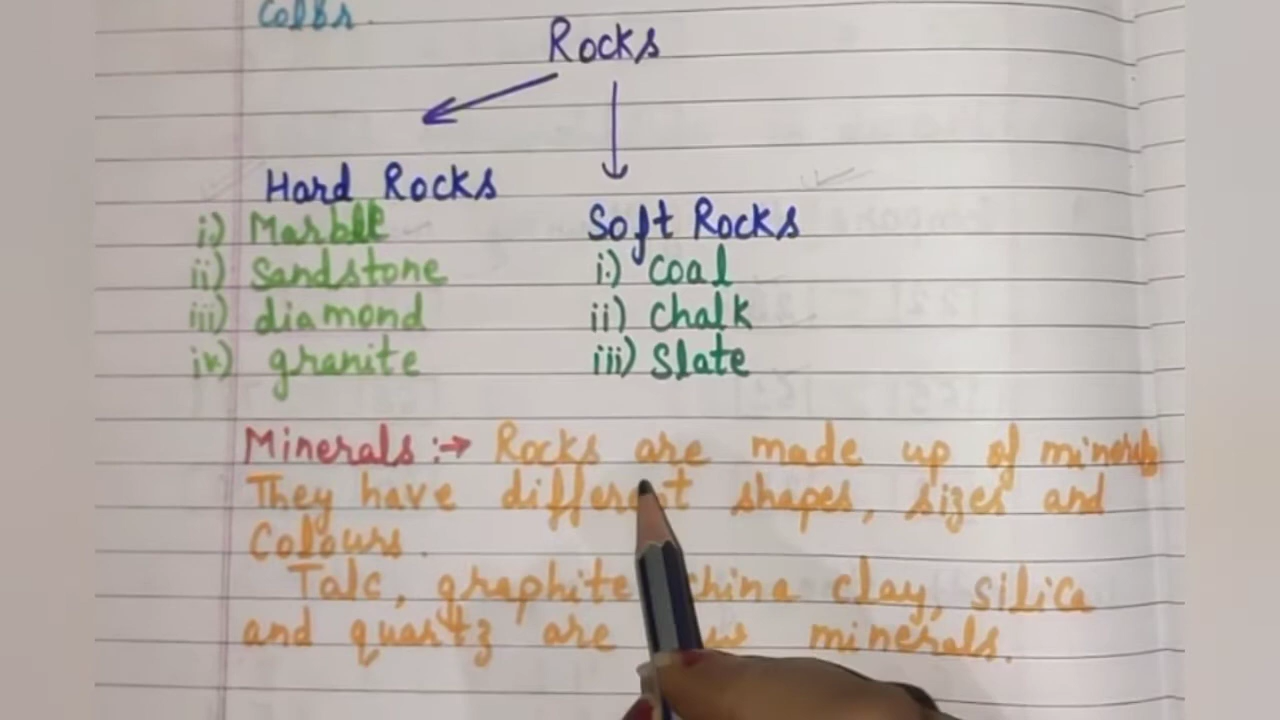 Rocks
Hard Rocks
i) Marble
ii) Sandstone
iii) diamond
iv) granite
Soft Rocks
i) Coal
ii) Chalk
iii) Slate
Minerals :→ Rocks are made up of minerals
They have different shapes, sizes and
Colours.
Talc, graphite china clay, silica
and quartz are minerals.